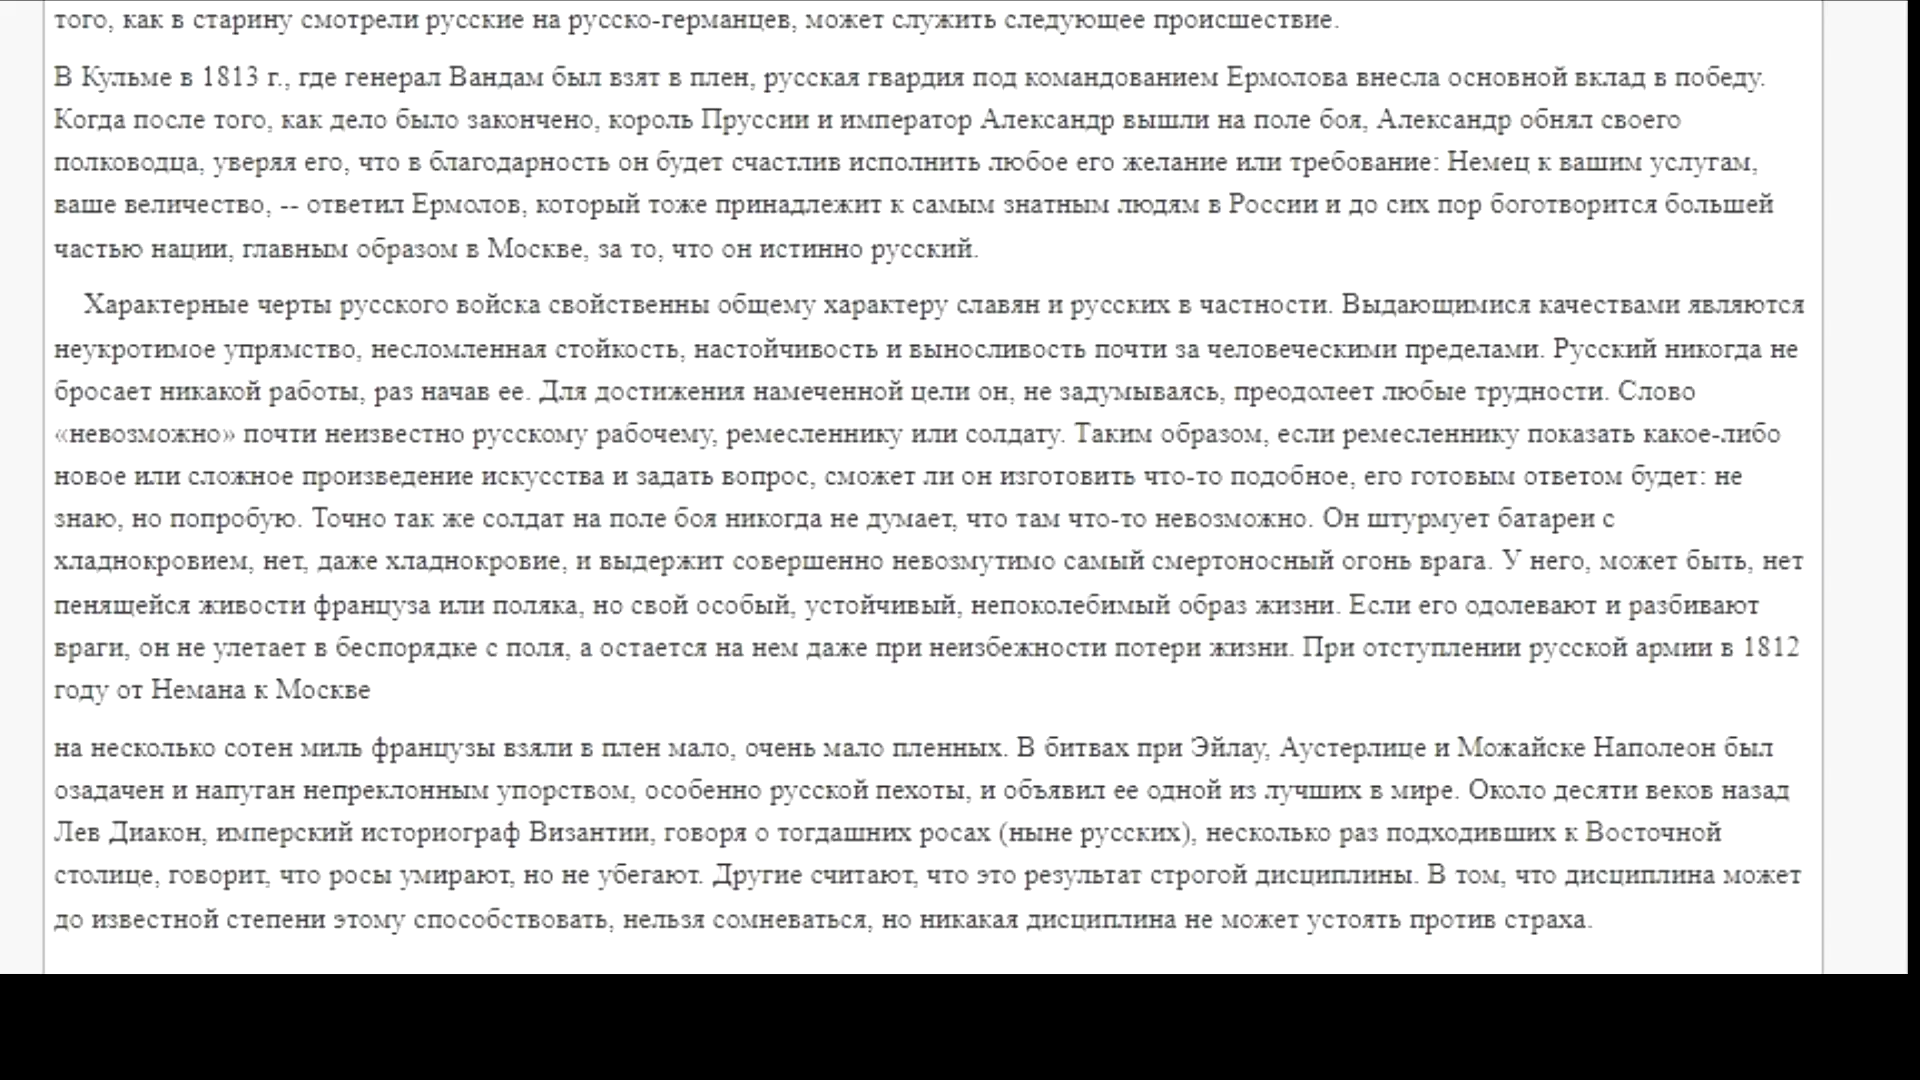 того, как в старину смотрели русские на русско-германцев, может служить следующее происшествие.
В Кульме в 1813 г., где генерал Вандам был взят в плен, русская гвардия под командованием Ермолова внесла основной вклад в победу.
Когда после того, как дело было закончено, король Пруссии и император Александр вышли на поле боя, Александр обнял своего
полководца, уверяя его, что в благодарность он будет счастлив исполнить любое его желание или требование: Немец к вашим услугам,
ваше величество, -- ответил Ермолов, который тоже принадлежит к самым знатным людям в России и до сих пор боготворится большей
частью нации, главным образом в Москве, за то, что он истинно русский.
Характерные черты русского войска свойственны общему характеру славян и русских в частности. Выдающимися качествами являются
неукротимое упрямство, несломленная стойкость, настойчивость и выносливость почти за человеческими пределами. Русский никогда не
бросает никакой работы, раз начав ее. Для достижения намеченной цели он, не задумываясь, преодолеет любые трудности. Слово
«невозможно» почти неизвестно русскому рабочему, ремесленнику или солдату. Таким образом, если ремесленнику показать какое-либо
новое или сложное произведение искусства и задать вопрос, сможет ли он изготовить что-то подобное, его готовым ответом будет: не
знаю, но попробую. Точно так же солдат на поле боя никогда не думает, что там что-то невозможно. Он штурмует батареи с
хладнокровием, нет, даже хладнокровие, и выдержит совершенно невозмутимо самый смертоносный огонь врага. У него, может быть, нет
пенящейся живости француза или поляка, но свой особый, устойчивый, непоколебимый образ жизни. Если его одолевают и разбивают
враги, он не улетает в беспорядке с поля, а остается на нем даже при неизбежности потери жизни. При отступлении русской армии в 1812
году от Немана к Москве
на несколько сотен миль французы взяли в плен мало, очень мало пленных. В битвах при Эйлау, Аустерлице и Можайске Наполеон был
озадачен и напуган непреклонным упорством, особенно русской пехоты, и объявил ее одной из лучших в мире. Около десяти веков назад
Лев Диакон, имперский историограф Византии, говоря о тогдашних росах (ныне русских), несколько раз подходивших к Восточной
столице, говорит, что росы умирают, но не убегают. Другие считают, что это результат строгой дисциплины. В том, что дисциплина может
до известной степени этому способствовать, нельзя сомневаться, но никакая дисциплина не может устоять против страха.